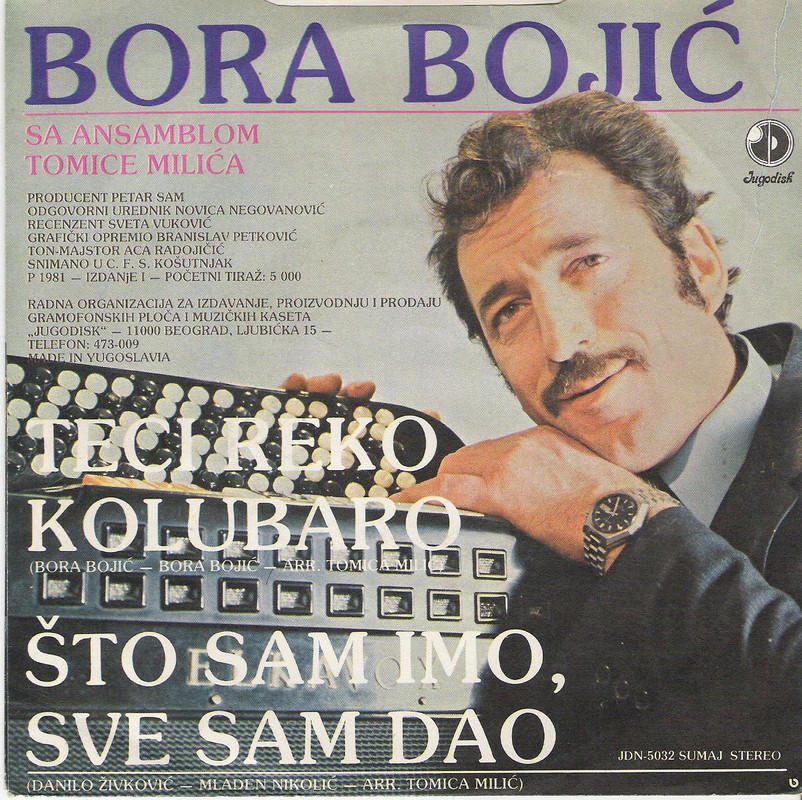 BORA BOJIĆ
SA ANSAMBLOM
TOMICE MILIĆA
Jugodisk
PRODUCENT PETAR SAM
ODGOVORNI UREDNIK NOVICA NEGOVANOVIĆ
RECENZENT SVETA VUKOVIĆ
GRAFIČKI OPREMIO BRANISLAV PETKOVIĆ
TON-MAJSTOR ACA RADOJIČIĆ
SNIMANO U C. F. S. KOŠUTNJAK
P 1981 — IZDANJE I — POČETNI TIRAŽ: 5 000
RADNA ORGANIZACIJA ZA IZDAVANJE, PROIZVODNJU I PRODAJU
GRAMOFONSKIH PLOČA I MUZIČKIH KASETA
„JUGODISK“ — 11000 BEOGRAD, LJUBIĆKA 15 —
TELEFON: 473-009
MADE IN YUGOSLAVIA
TECI REKO
KOLUBARO
(BORA BOJIĆ — BORA BOJIĆ — ARR. TOMICA MILIĆ)
ŠTO SAM IMO,
ELKAVOX
SVE SAM DAO
JDN-5032 SUMAJ STEREO
(DANILO ŽIVKOVIĆ — MLADEN NIKOLIĆ — ARR. TOMICA MILIĆ)